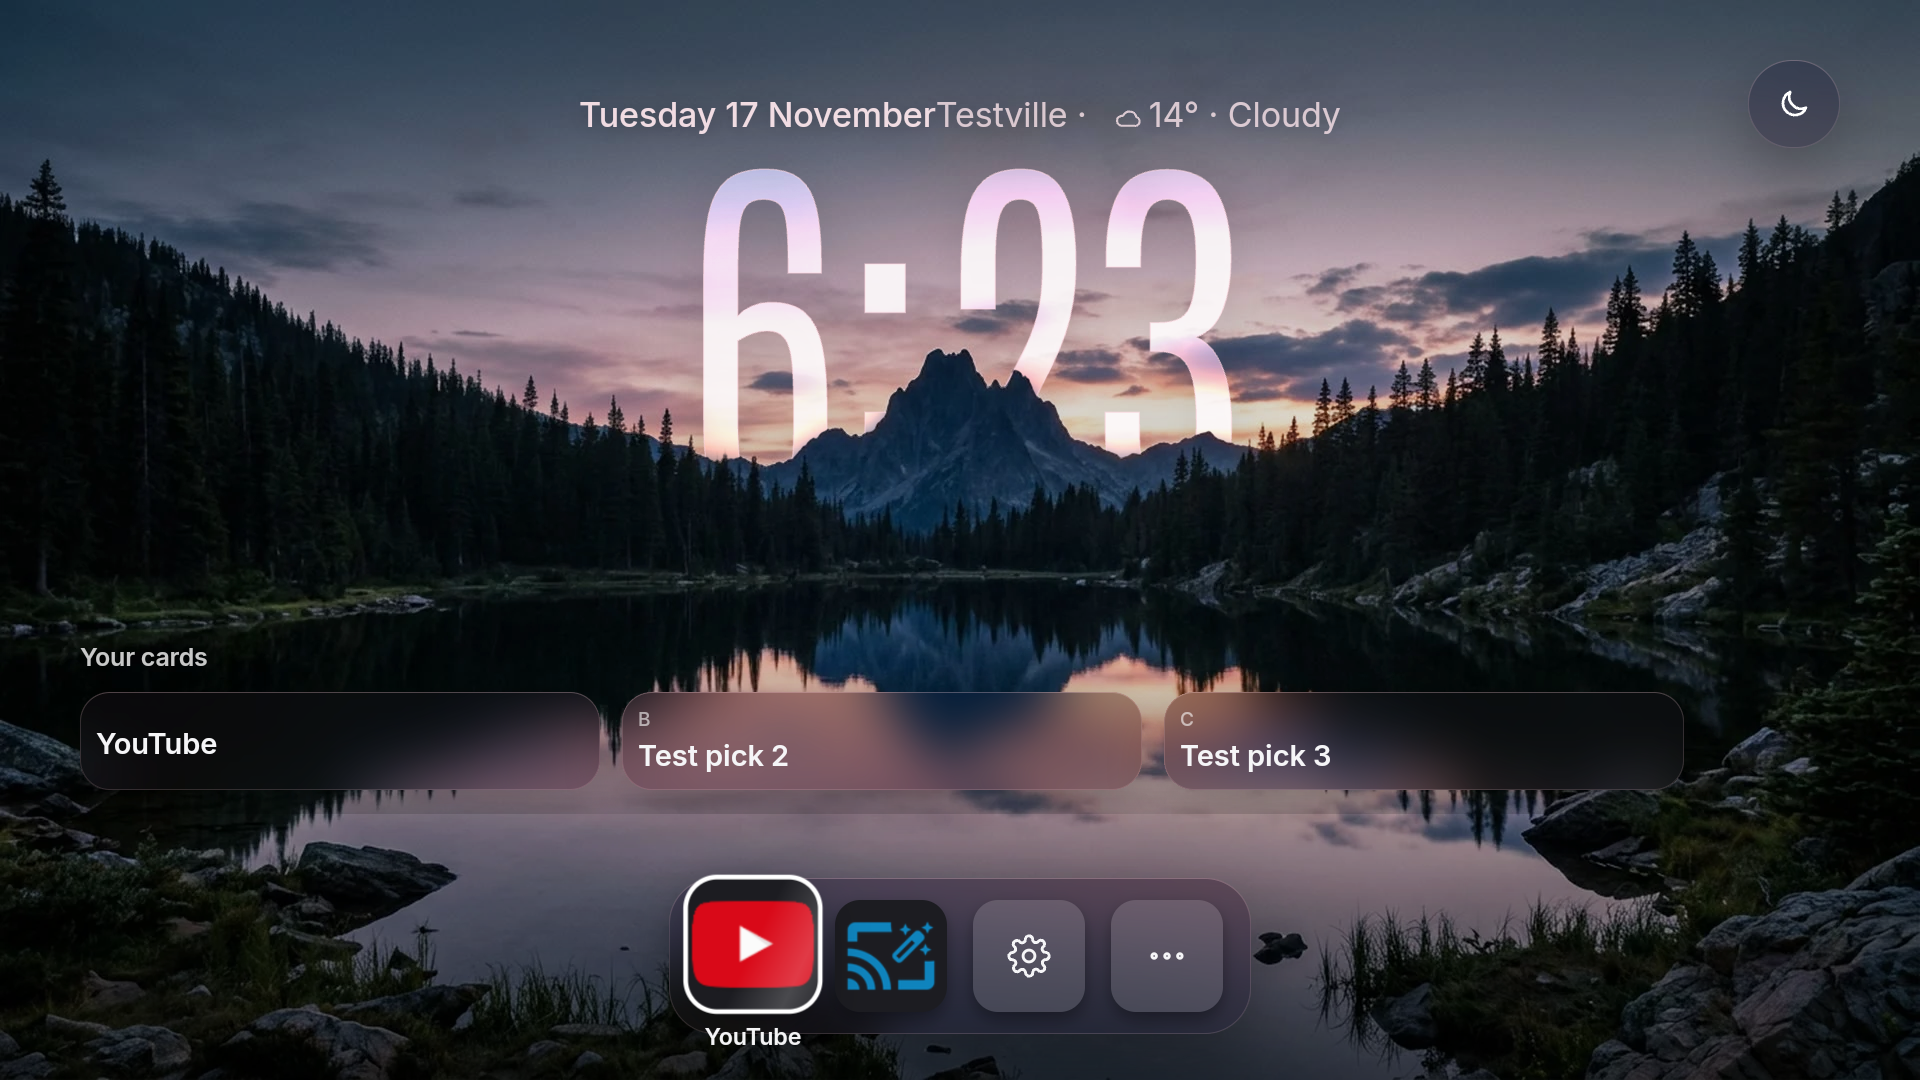 Tuesday 17 NovemberTestville · 14° · Cloudy
6:23
Your cards
YouTube
B
Test pick 2
C
Test pick 3
YouTube